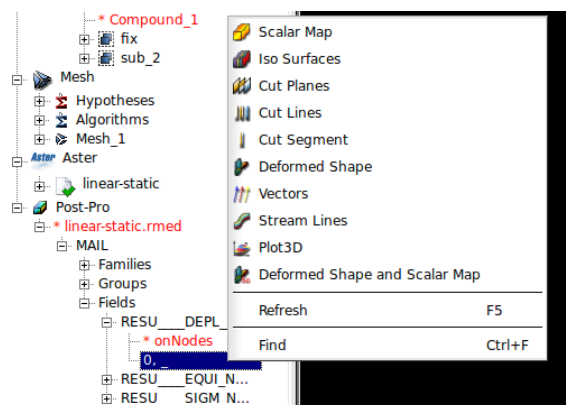 * Compound_1
fix
sub_2
Mesh
Hypotheses
Algorithms
Mesh_1
Aster Aster
linear-static
Post-Pro
* linear-static.rmed
MAIL
Families
Groups
Fields
RESU____DEPL_
* onNodes
0, _
RESU____EQUI_N...
RESU____SIGM_N...
Scalar Map
Iso Surfaces
Cut Planes
Cut Lines
Cut Segment
Deformed Shape
Vectors
Stream Lines
Plot3D
Deformed Shape and Scalar Map
Refresh F5
Find Ctrl+F